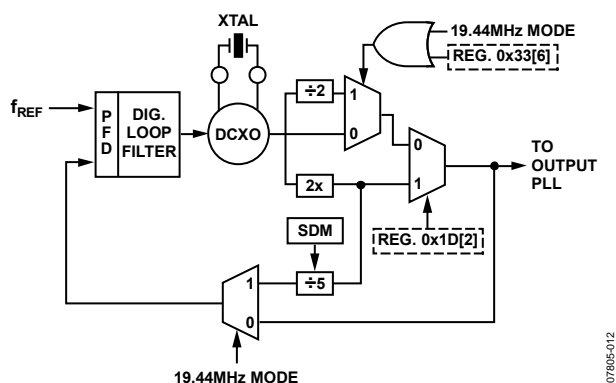 XTAL
19.44MHz MODE
REG. 0x33[6]
fREF
P
F
D
DIG.
LOOP
FILTER
DCXO
÷2
1
0
2x
0
1
TO
OUTPUT
PLL
REG. 0x1D[2]
SDM
÷5
1
0
19.44MHz MODE
07805-012